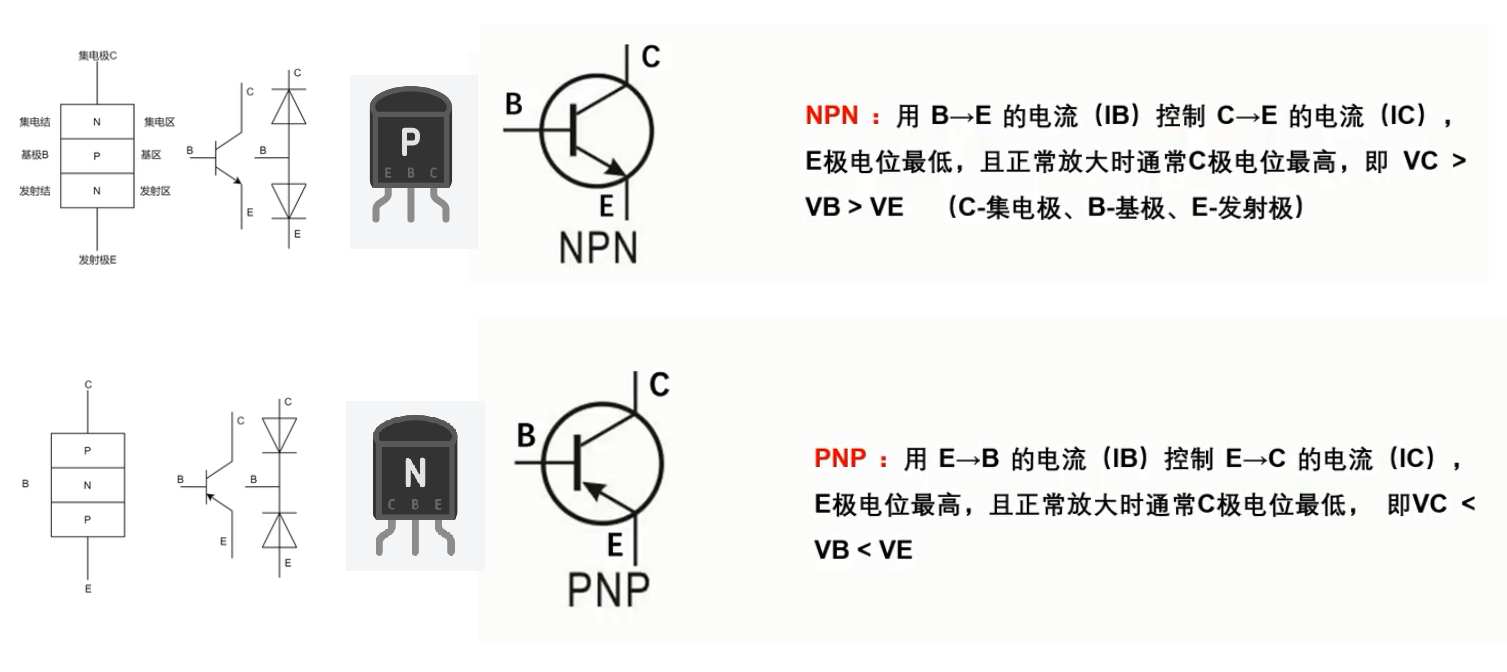 集电极C
集电结
N
集电区
基极B
P
基区
发射结
N
发射区
发射极E
C
B
E
C
B
E
P
E B C
C
B
E
NPN
NPN ：用 B→E 的电流（IB）控制 C→E 的电流（IC），
E极电位最低，且正常放大时通常C极电位最高，即 VC >
VB > VE （C-集电极、B-基极、E-发射极）
C
P
B
N
P
E
C
B
E
C
B
E
N
C B E
C
B
E
PNP
PNP ：用 E→B 的电流（IB）控制 E→C 的电流（IC），
E极电位最高，且正常放大时通常C极电位最低， 即VC <
VB < VE